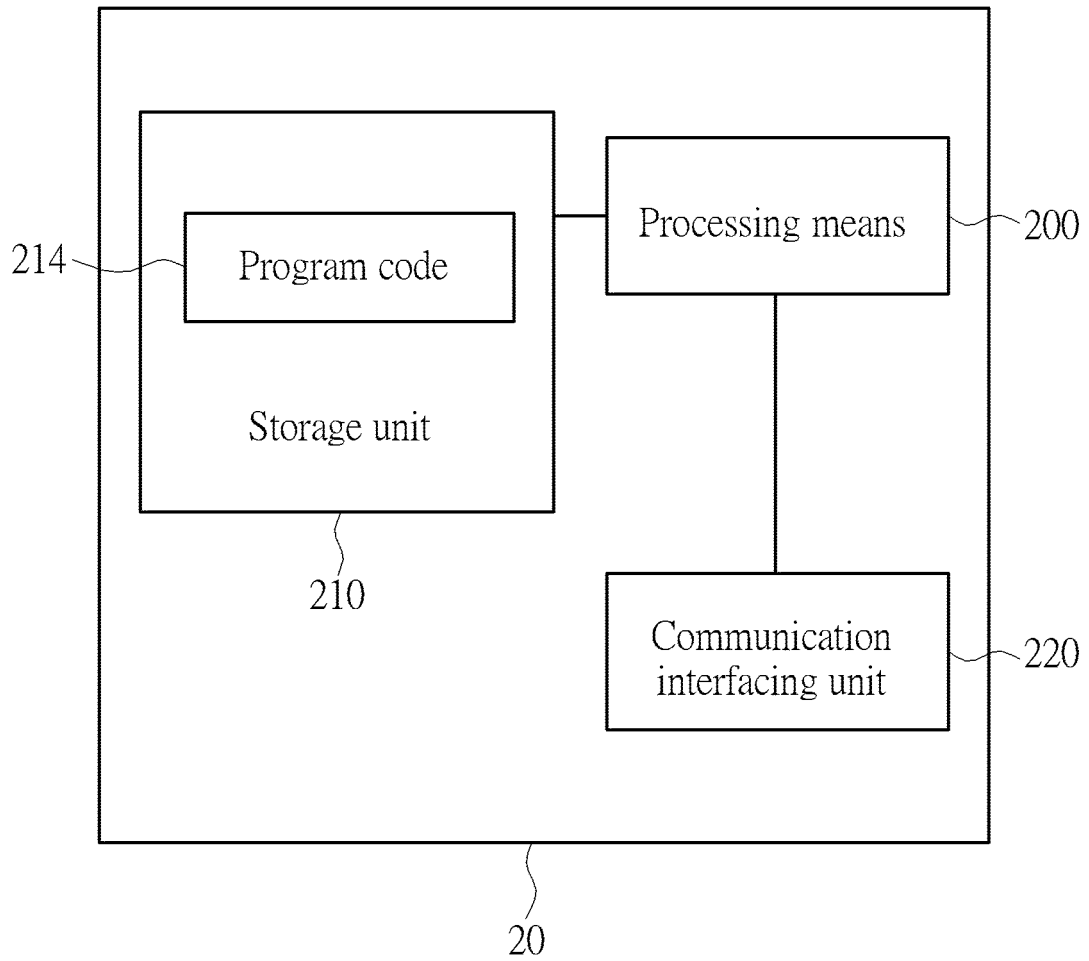 Processing means
200
214
Program code
Storage unit
210
Communication
interfacing unit
220
20